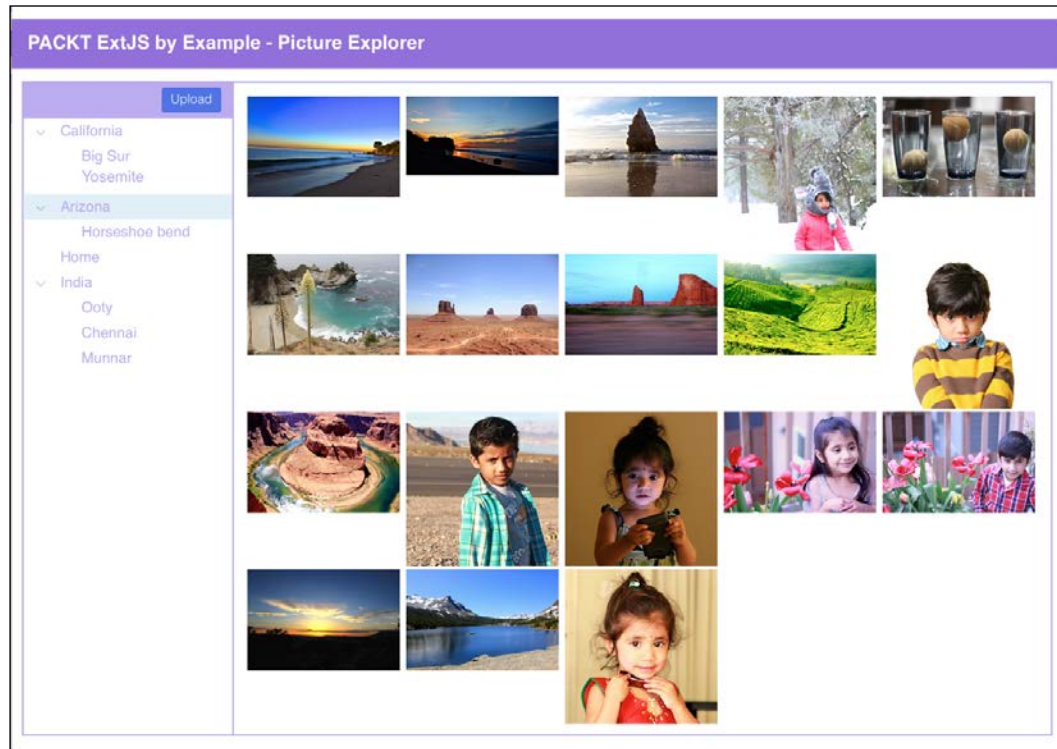 PACKT ExtJS by Example - Picture Explorer
Upload
California
Big Sur
Yosemite
Arizona
Horseshoe bend
Home
India
Ooty
Chennai
Munnar